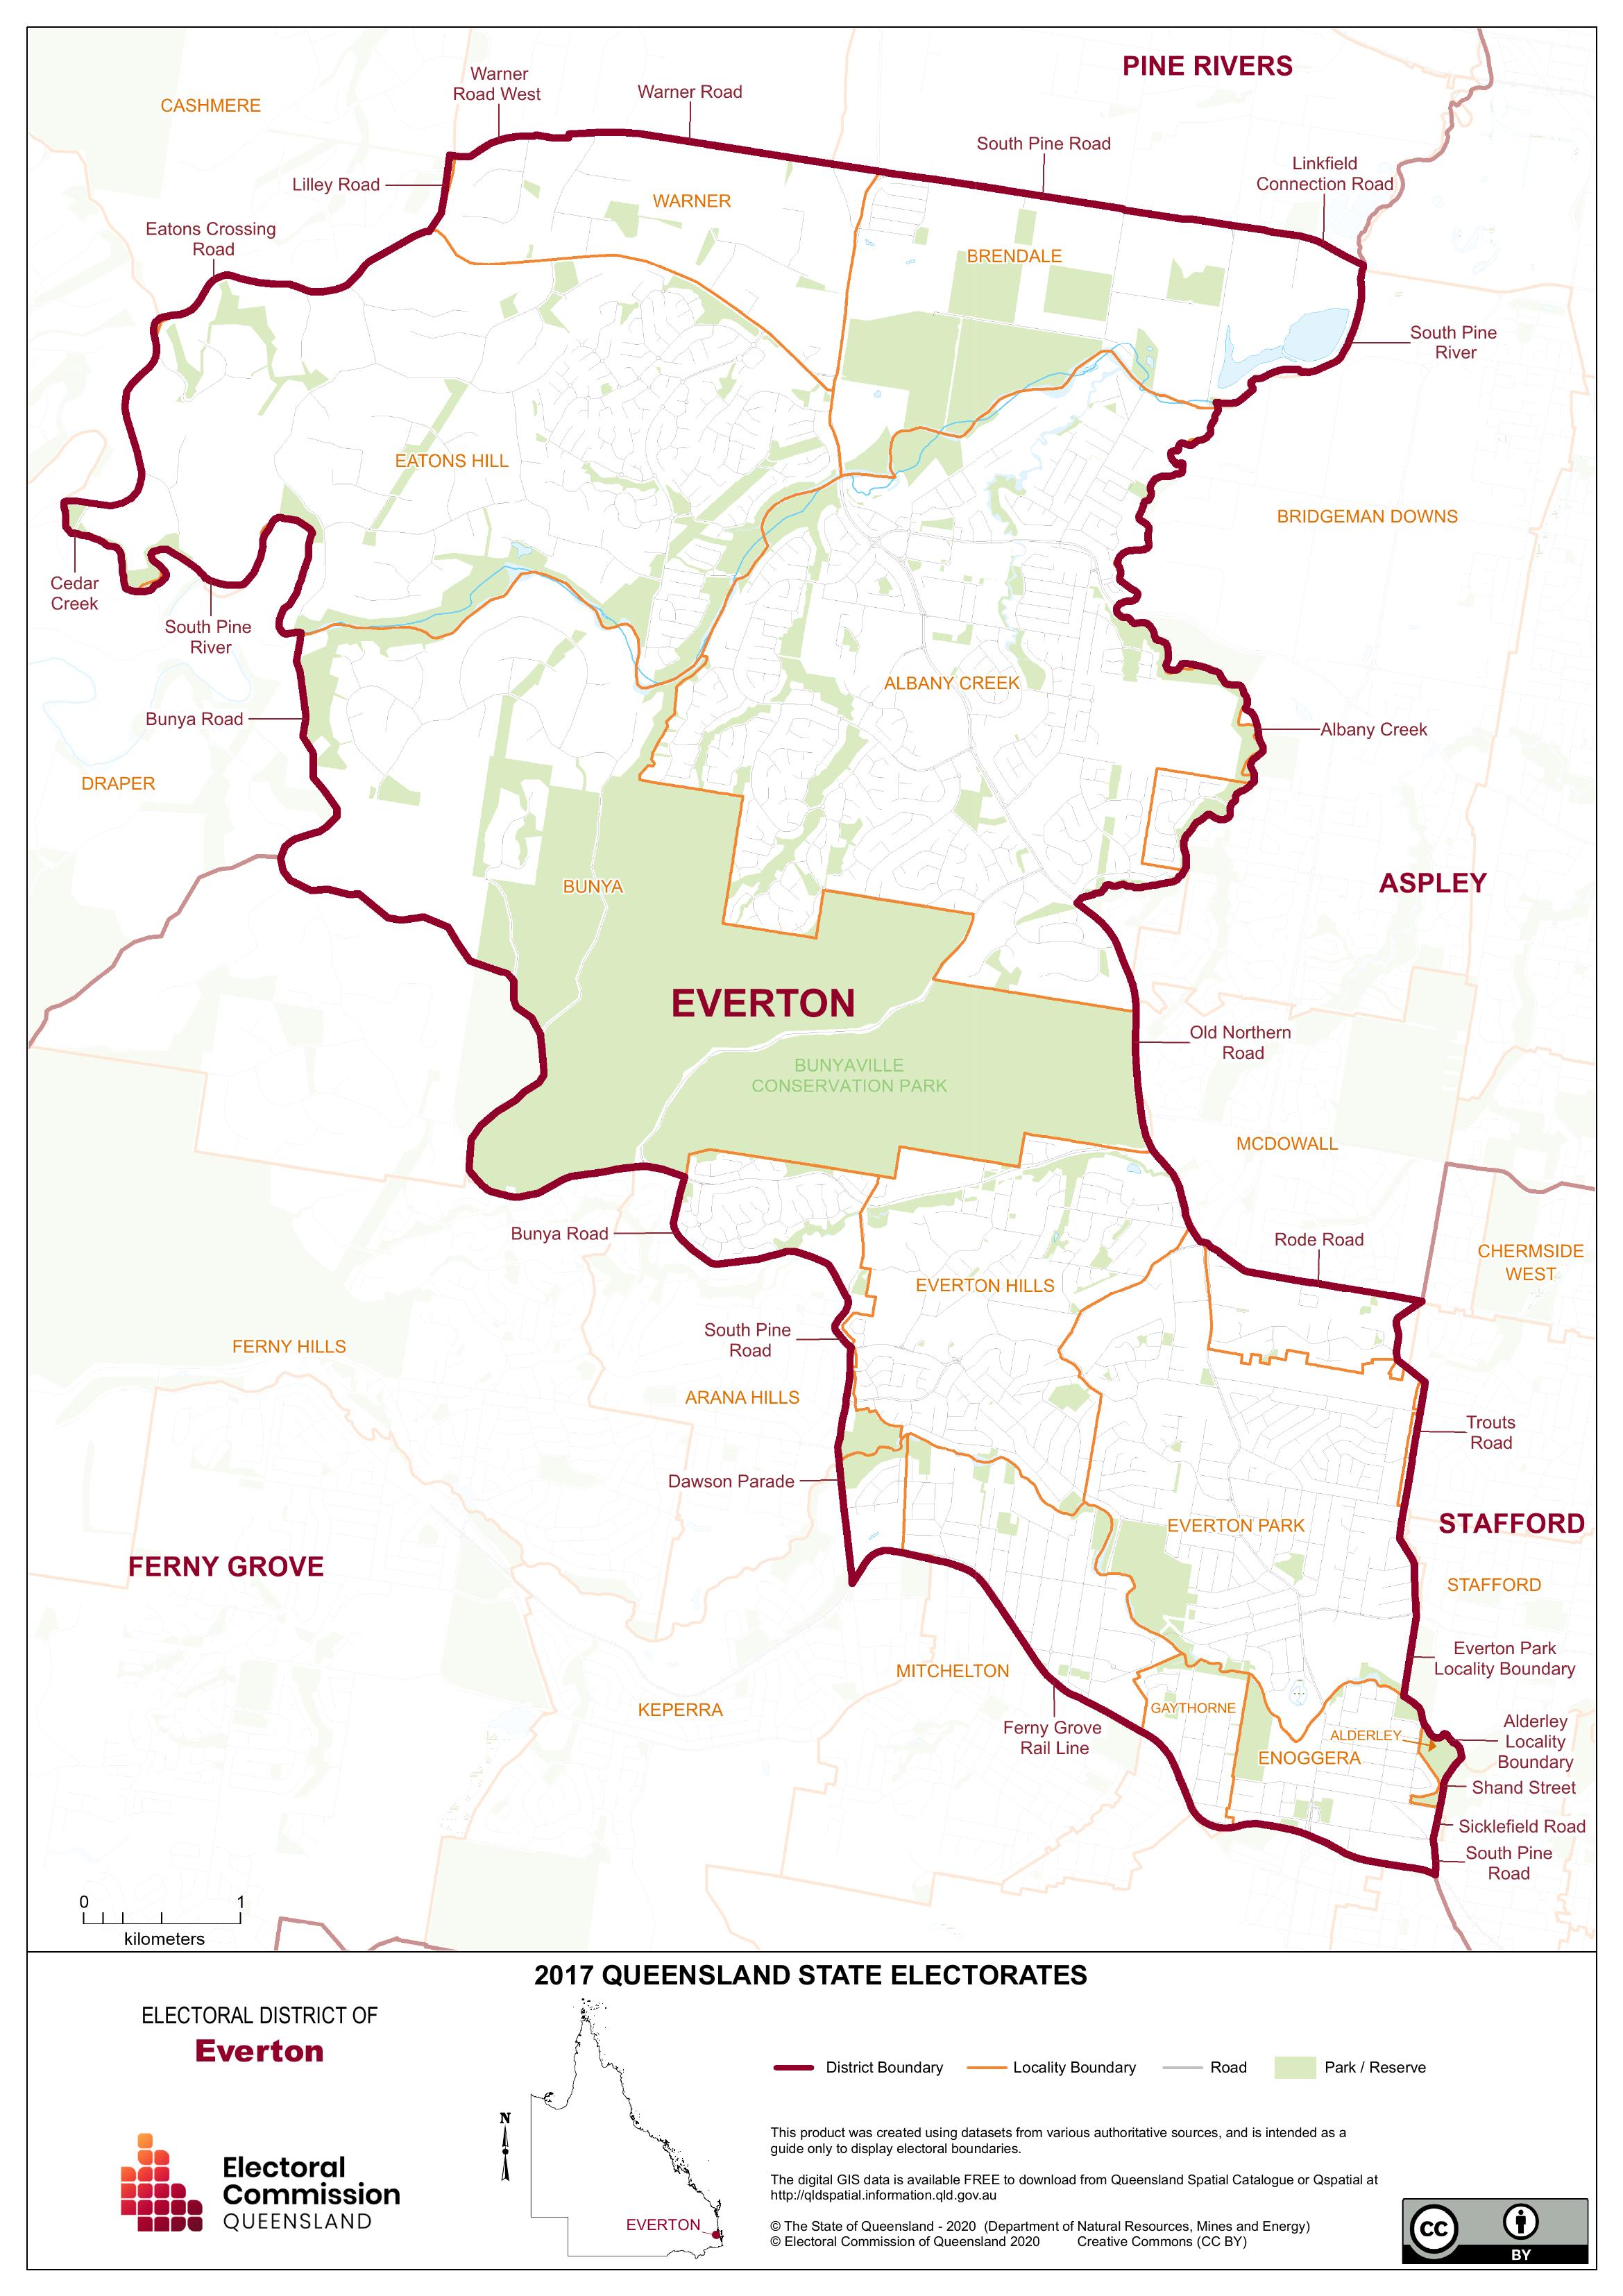 PINE RIVERS
CASHMERE
Warner
Road West
Warner Road
South Pine Road
Linkfield
Connection Road
Lilley Road
WARNER
Eatons Crossing
Road
BRENDALE
South Pine
River
EATONS HILL
BRIDGEMAN DOWNS
Cedar
Creek
South Pine
River
ALBANY CREEK
Bunya Road
Albany Creek
DRAPER
BUNYA
ASPLEY
EVERTON
Old Northern
Road
BUNYAVILLE
CONSERVATION PARK
MCDOWALL
Bunya Road
Rode Road
CHERMSIDE
WEST
EVERTON HILLS
South Pine
Road
FERNY HILLS
ARANA HILLS
Trouts
Road
Dawson Parade
EVERTON PARK
STAFFORD
FERNY GROVE
STAFFORD
Everton Park
Locality Boundary
MITCHELTON
KEPERRA
GAYTHORNE
Ferny Grove
Rail Line
ALDERLEY
Alderley
Locality
Boundary
ENOGGERA
Shand Street
Sicklefield Road
South Pine
Road
0 1
kilometers
2017 QUEENSLAND STATE ELECTORATES
ELECTORAL DISTRICT OF
Everton
District Boundary
Locality Boundary
Road
Park / Reserve
N
EVERTON
Electoral
Commission
QUEENSLAND
This product was created using datasets from various authoritative sources, and is intended as a
guide only to display electoral boundaries.
The digital GIS data is available FREE to download from Queensland Spatial Catalogue or Qspatial at
http://qldspatial.information.qld.gov.au
© The State of Queensland - 2020 (Department of Natural Resources, Mines and Energy)
© Electoral Commission of Queensland 2020 Creative Commons (CC BY)
CC
BY